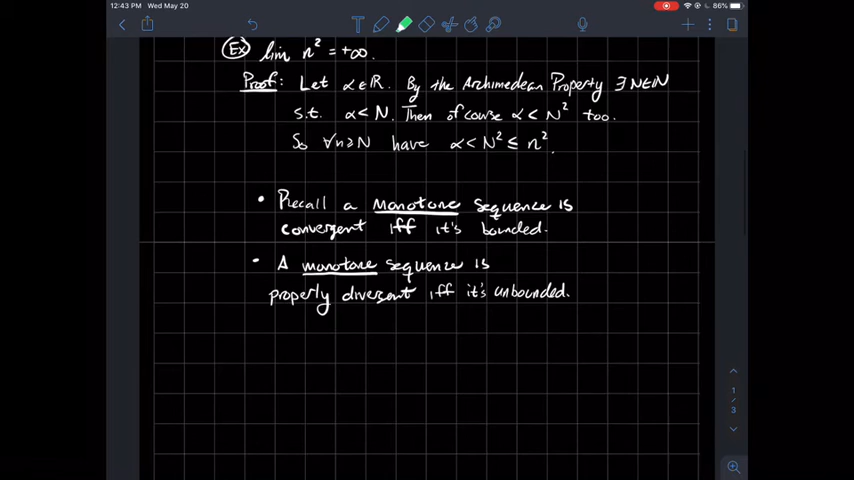 12:43 PM Wed May 20
86%
Ex lim n² = +∞.
Proof: Let α∈ℝ. By the Archimedean Property ∃N∈ℕ
s.t. α<N. Then of course α<N² too.
So ∀n≥N have α<N²≤n².
• Recall a monotone sequence is
convergent iff it's bounded.
• A monotone sequence is
properly divergent iff it's unbounded.
1
/
3